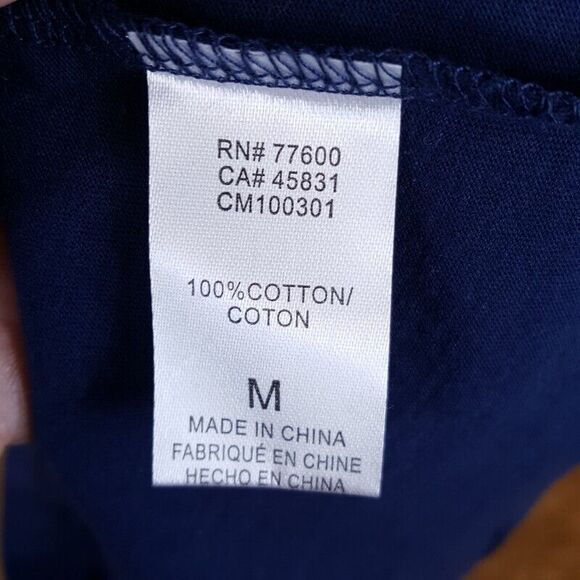 RN# 77600
CA# 45831
CM100301
100%COTTON/
COTON
M
MADE IN CHINA
FABRIQUÉ EN CHINE
HECHO EN CHINA